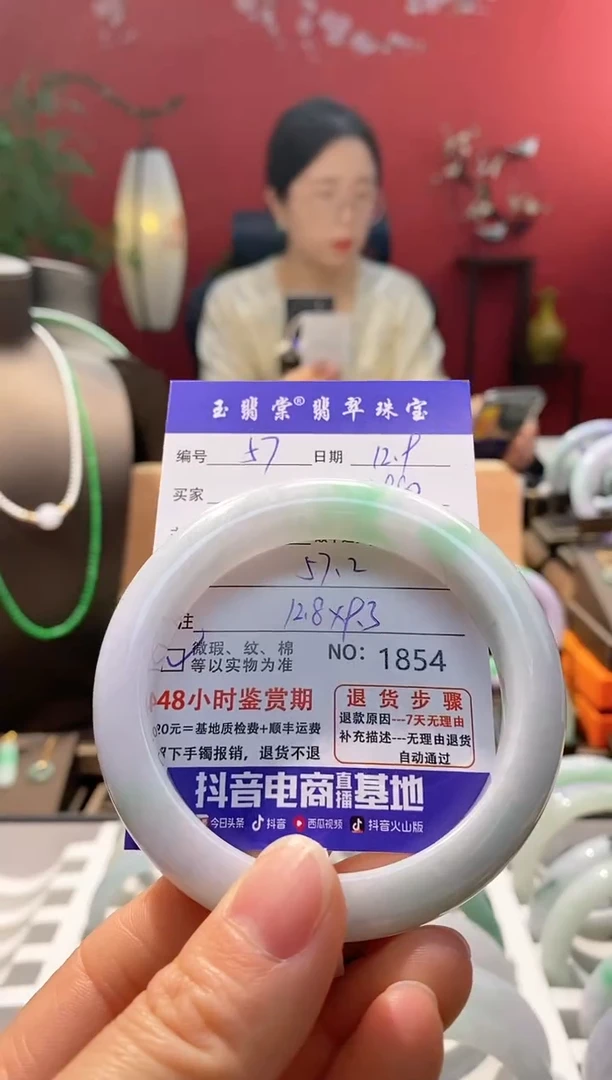 玉翡棠®翡翠珠宝
编号 57 日期 12.9
买家
57.2
注 12.8×9.3
微瑕、纹、棉
等以实物为准
NO：1854
48小时鉴赏期
20元=基地质检费+顺丰运费
下手镯报销，退货不退
退货步骤
退款原因---7天无理由
补充描述---无理由退货
自动通过
抖音电商直播基地
今日头条 抖音 西瓜视频 抖音火山版